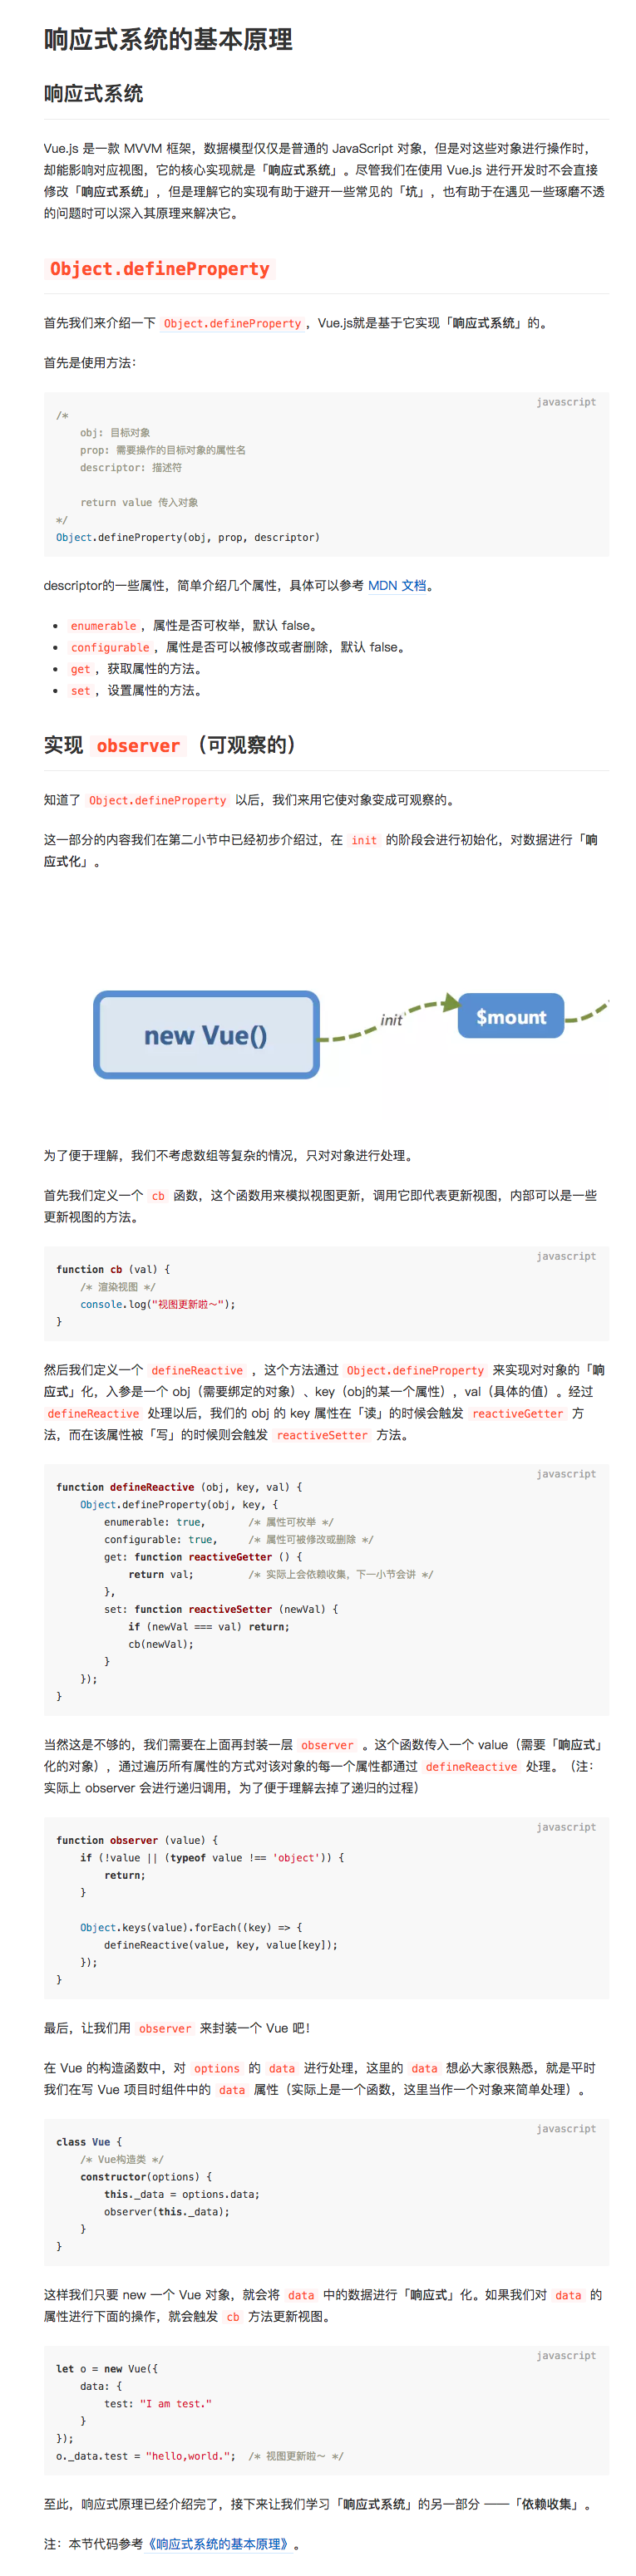 响应式系统的基本原理
响应式系统
Vue.js 是一款 MVVM 框架，数据模型仅仅是普通的 JavaScript 对象，但是对这些对象进行操作时，
却能影响对应视图，它的核心实现就是「响应式系统」。尽管我们在使用 Vue.js 进行开发时不会直接
修改「响应式系统」，但是理解它的实现有助于避开一些常见的「坑」，也有助于在遇见一些琢磨不透
的问题时可以深入其原理来解决它。
Object.defineProperty
首先我们来介绍一下 Object.defineProperty，Vue.js就是基于它实现「响应式系统」的。
首先是使用方法：
javascript
/*
    obj: 目标对象
    prop: 需要操作的目标对象的属性名
    descriptor: 描述符

    return value 传入对象
*/
Object.defineProperty(obj, prop, descriptor)
descriptor的一些属性，简单介绍几个属性，具体可以参考 MDN 文档。
• enumerable，属性是否可枚举，默认 false。
• configurable，属性是否可以被修改或者删除，默认 false。
• get，获取属性的方法。
• set，设置属性的方法。
实现 observer（可观察的）
知道了 Object.defineProperty 以后，我们来用它使对象变成可观察的。
这一部分的内容我们在第二小节中已经初步介绍过，在 init 的阶段会进行初始化，对数据进行「响
应式化」。
new Vue()
init
$mount
为了便于理解，我们不考虑数组等复杂的情况，只对对象进行处理。
首先我们定义一个 cb 函数，这个函数用来模拟视图更新，调用它即代表更新视图，内部可以是一些
更新视图的方法。
javascript
function cb (val) {
    /* 渲染视图 */
    console.log("视图更新啦～");
}
然后我们定义一个 defineReactive ，这个方法通过 Object.defineProperty 来实现对对象的「响
应式」化，入参是一个 obj（需要绑定的对象）、key（obj的某一个属性），val（具体的值）。经过
defineReactive 处理以后，我们的 obj 的 key 属性在「读」的时候会触发 reactiveGetter 方
法，而在该属性被「写」的时候则会触发 reactiveSetter 方法。
javascript
function defineReactive (obj, key, val) {
    Object.defineProperty(obj, key, {
        enumerable: true,       /* 属性可枚举 */
        configurable: true,     /* 属性可被修改或删除 */
        get: function reactiveGetter () {
            return val;         /* 实际上会依赖收集，下一小节会讲 */
        },
        set: function reactiveSetter (newVal) {
            if (newVal === val) return;
            cb(newVal);
        }
    });
}
当然这是不够的，我们需要在上面再封装一层 observer 。这个函数传入一个 value（需要「响应式」
化的对象），通过遍历所有属性的方式对该对象的每一个属性都通过 defineReactive 处理。（注：
实际上 observer 会进行递归调用，为了便于理解去掉了递归的过程）
javascript
function observer (value) {
    if (!value || (typeof value !== 'object')) {
        return;
    }

    Object.keys(value).forEach((key) => {
        defineReactive(value, key, value[key]);
    });
}
最后，让我们用 observer 来封装一个 Vue 吧！
在 Vue 的构造函数中，对 options 的 data 进行处理，这里的 data 想必大家很熟悉，就是平时
我们在写 Vue 项目时组件中的 data 属性（实际上是一个函数，这里当作一个对象来简单处理）。
javascript
class Vue {
    /* Vue构造类 */
    constructor(options) {
        this._data = options.data;
        observer(this._data);
    }
}
这样我们只要 new 一个 Vue 对象，就会将 data 中的数据进行「响应式」化。如果我们对 data 的
属性进行下面的操作，就会触发 cb 方法更新视图。
javascript
let o = new Vue({
    data: {
        test: "I am test."
    }
});
o._data.test = "hello,world.";  /* 视图更新啦～ */
至此，响应式原理已经介绍完了，接下来让我们学习「响应式系统」的另一部分 ——「依赖收集」。
注：本节代码参考《响应式系统的基本原理》。